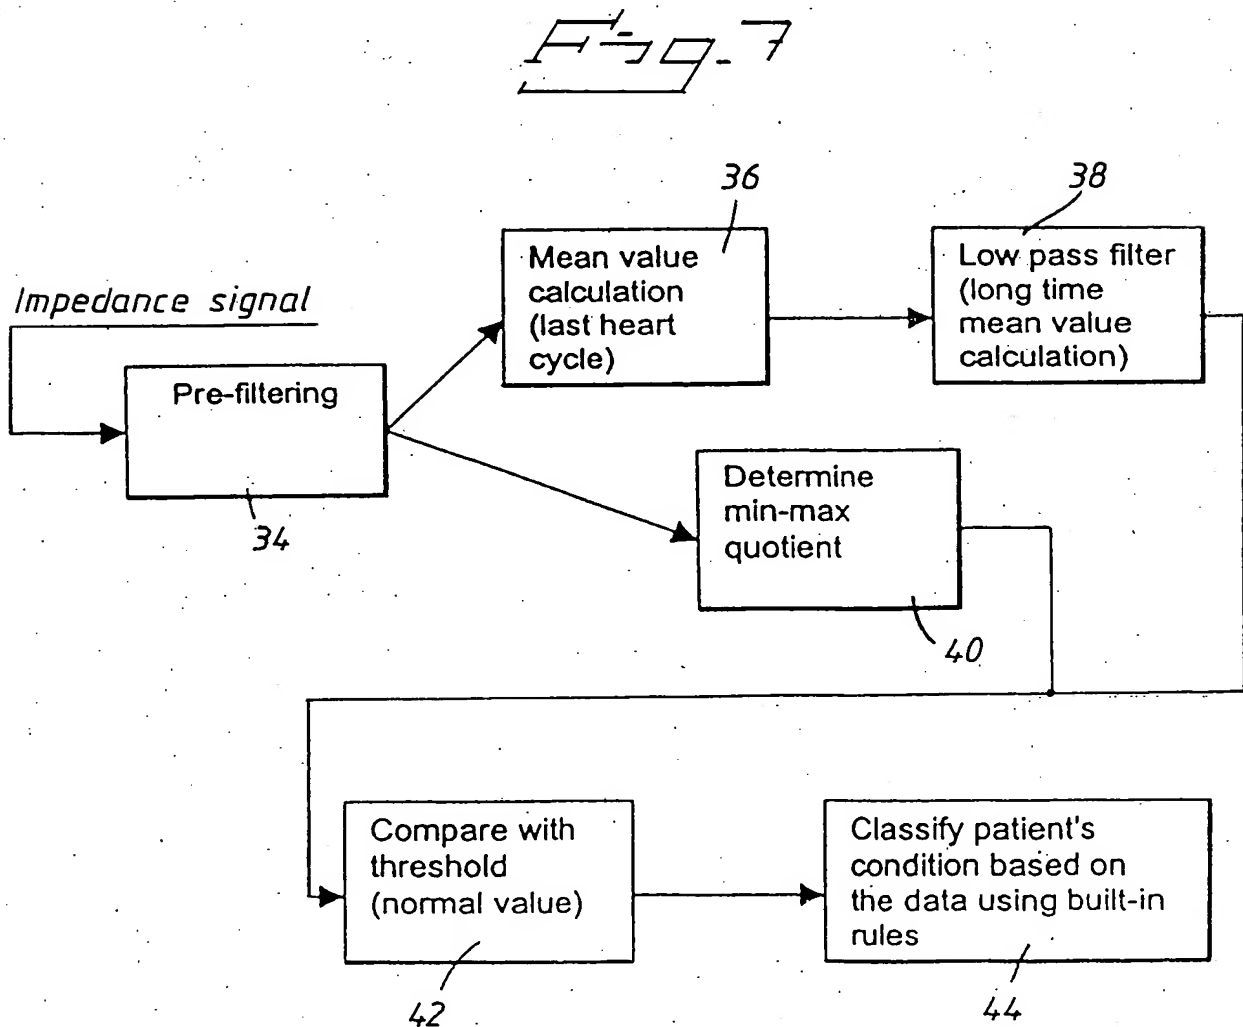 Fig. 7
36
38
Mean value
calculation
(last heart
cycle)
Low pass filter
(long time
mean value
calculation)
Impedance signal
Pre-filtering
34
Determine
min-max
quotient
40
Compare with
threshold
(normal value)
42
Classify patient's
condition based on
the data using built-in
rules
44